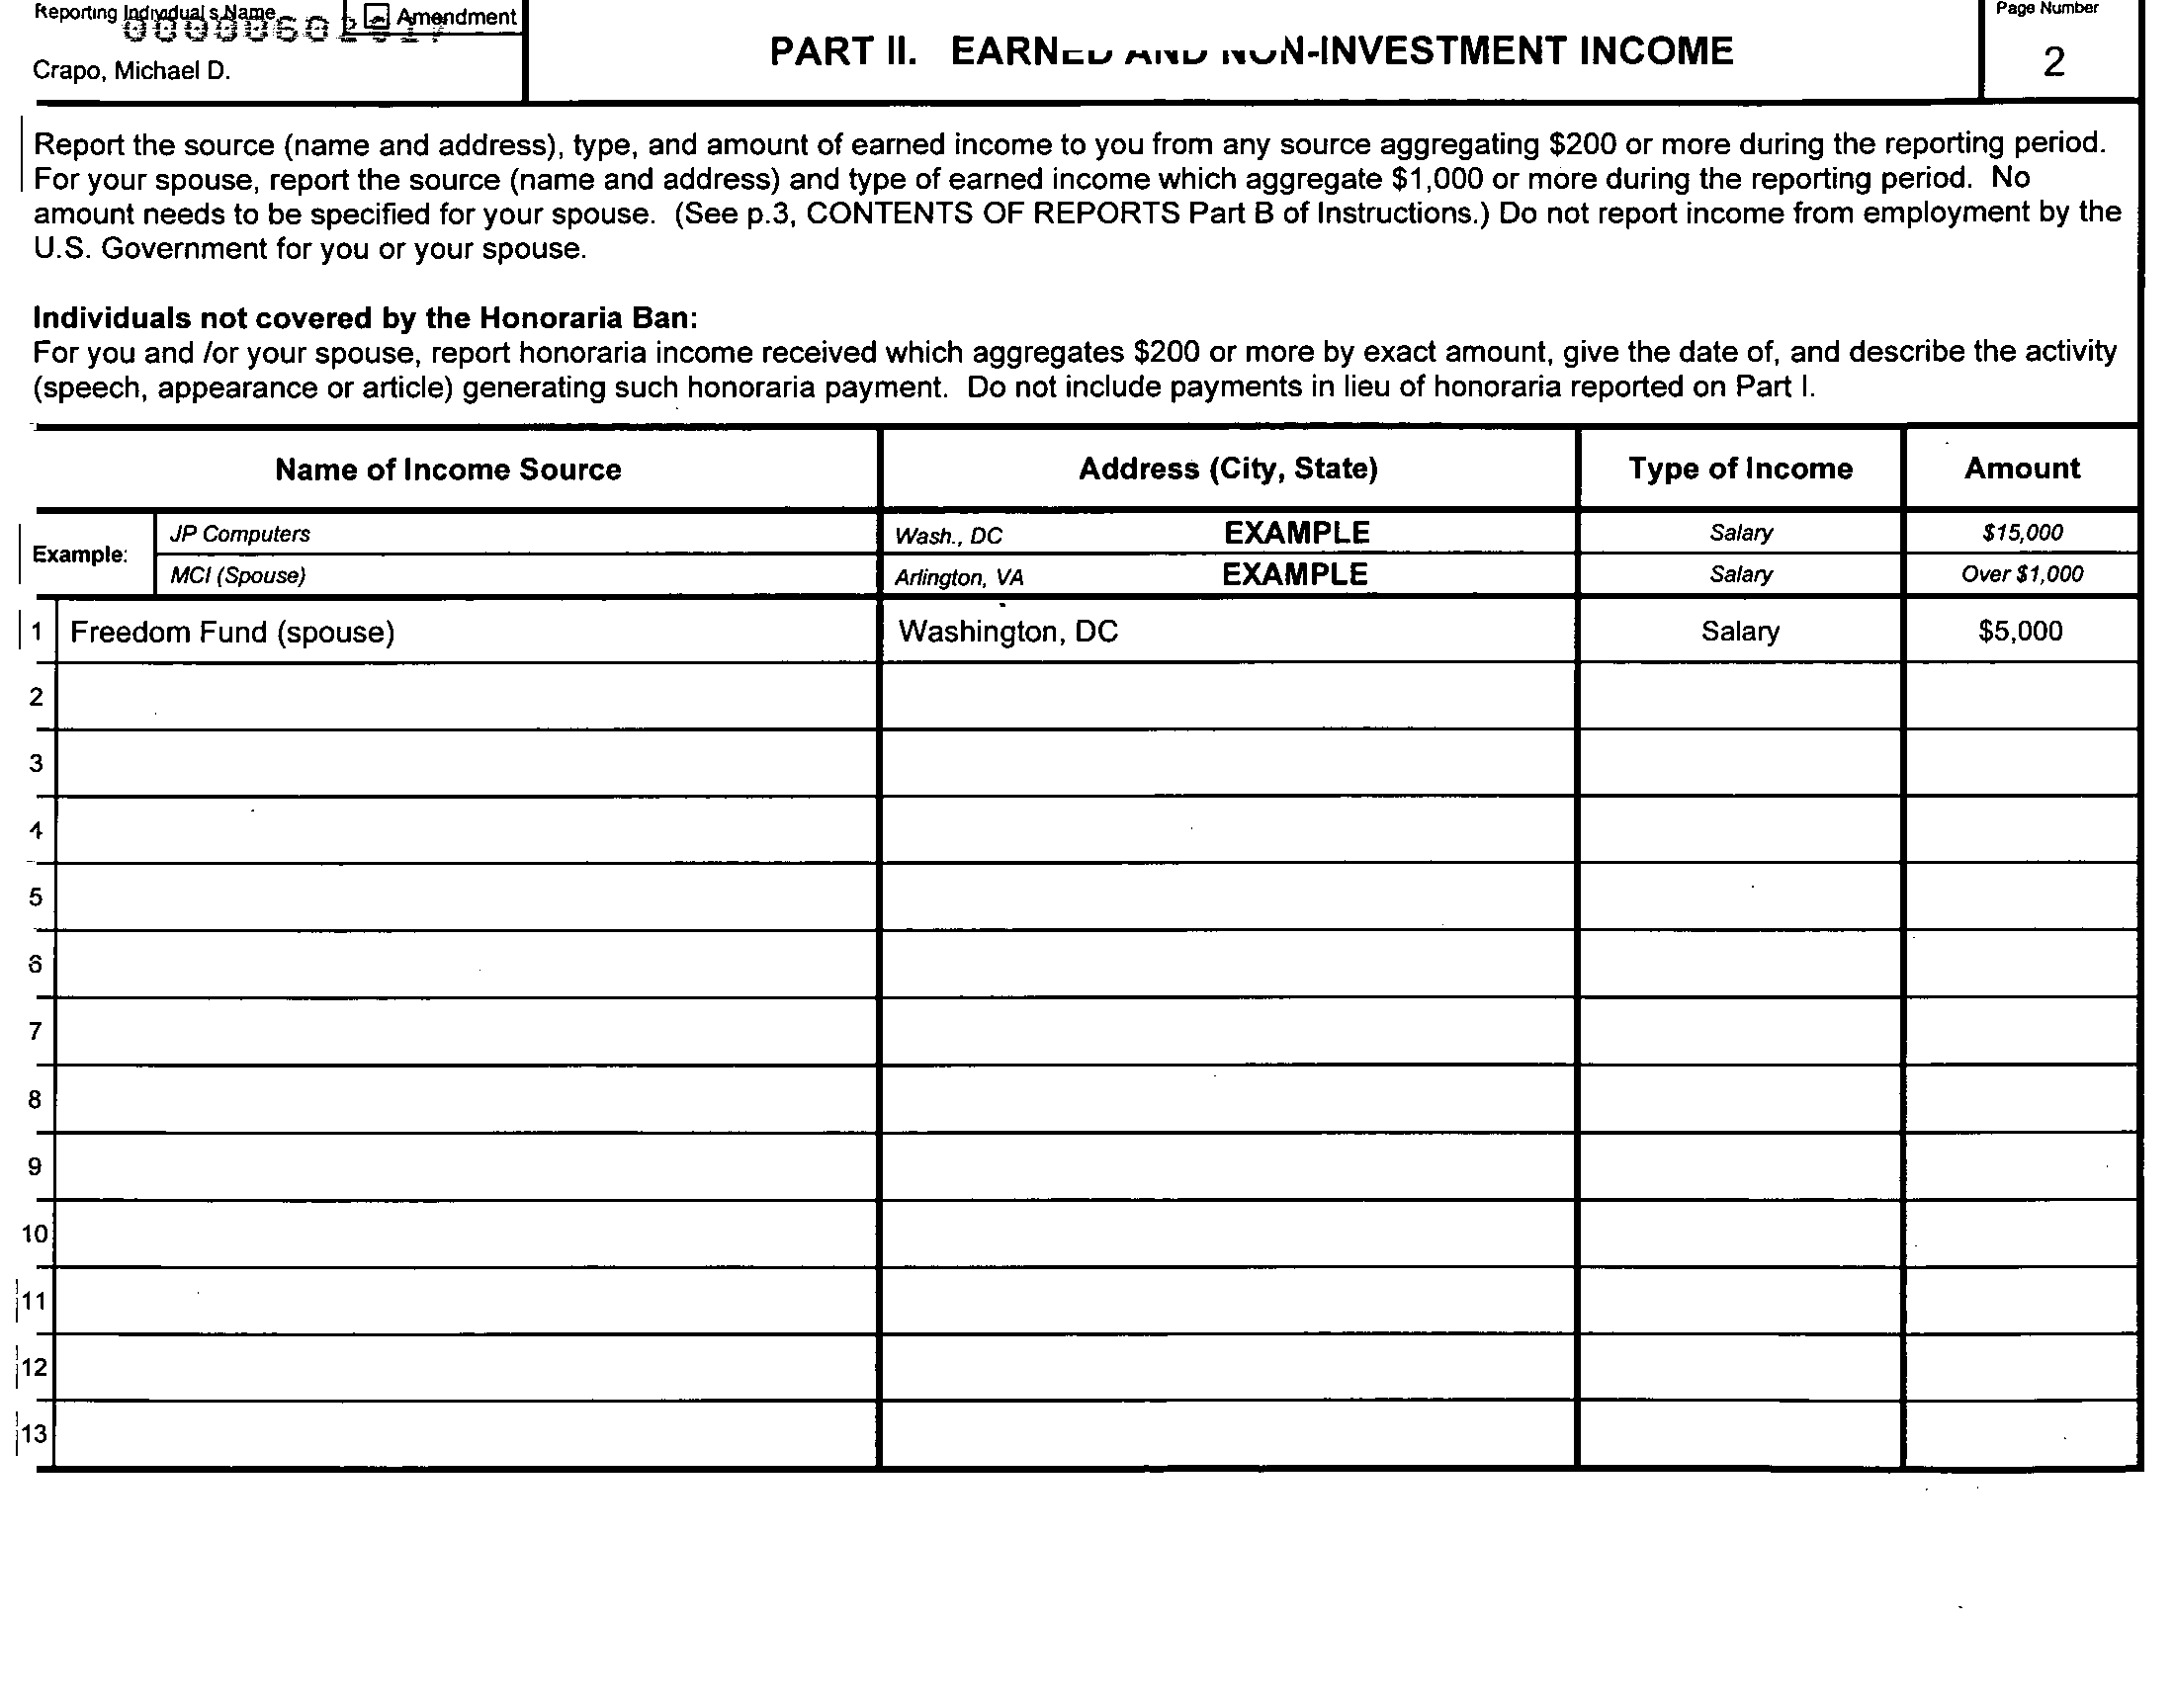 Reporting Individual's Name
Amendment
Crapo, Michael D.
PART II. EARNED AND NON-INVESTMENT INCOME
Page Number
2
Report the source (name and address), type, and amount of earned income to you from any source aggregating $200 or more during the reporting period.
For your spouse, report the source (name and address) and type of earned income which aggregate $1,000 or more during the reporting period. No
amount needs to be specified for your spouse. (See p.3, CONTENTS OF REPORTS Part B of Instructions.) Do not report income from employment by the
U.S. Government for you or your spouse.
Individuals not covered by the Honoraria Ban:
For you and /or your spouse, report honoraria income received which aggregates $200 or more by exact amount, give the date of, and describe the activity
(speech, appearance or article) generating such honoraria payment. Do not include payments in lieu of honoraria reported on Part I.
Name of Income Source Address (City, State) Type of Income Amount
Example: JP Computers Wash., DC EXAMPLE Salary $15,000
MCI (Spouse) Arlington, VA EXAMPLE Salary Over $1,000
1 Freedom Fund (spouse) Washington, DC Salary $5,000
2
3
4
5
6
7
8
9
10
11
12
13